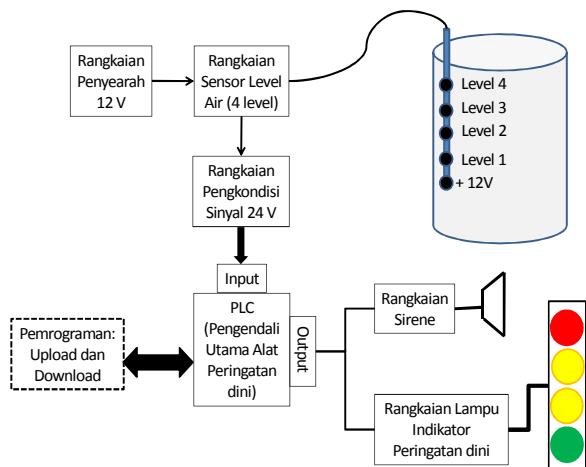 Rangkaian
Penyearah
12 V
Rangkaian
Sensor Level
Air (4 level)
Level 4
Level 3
Level 2
Level 1
+ 12V
Rangkaian
Pengkondisi
Sinyal 24 V
Input
PLC
(Pengendali
Utama Alat
Peringatan
dini)
Output
Pemrograman:
Upload dan
Download
Rangkaian
Sirene
Rangkaian Lampu
Indikator
Peringatan dini